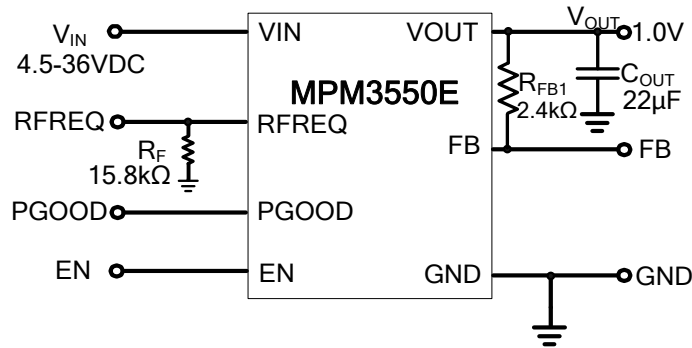 VIN
4.5-36VDC
RFREQ
RF
15.8kΩ
PGOOD
EN
VIN
RFREQ
PGOOD
EN
MPM3550E
VOUT
FB
GND
RFB1
2.4kΩ
VOUT
1.0V
COUT
22µF
FB
GND